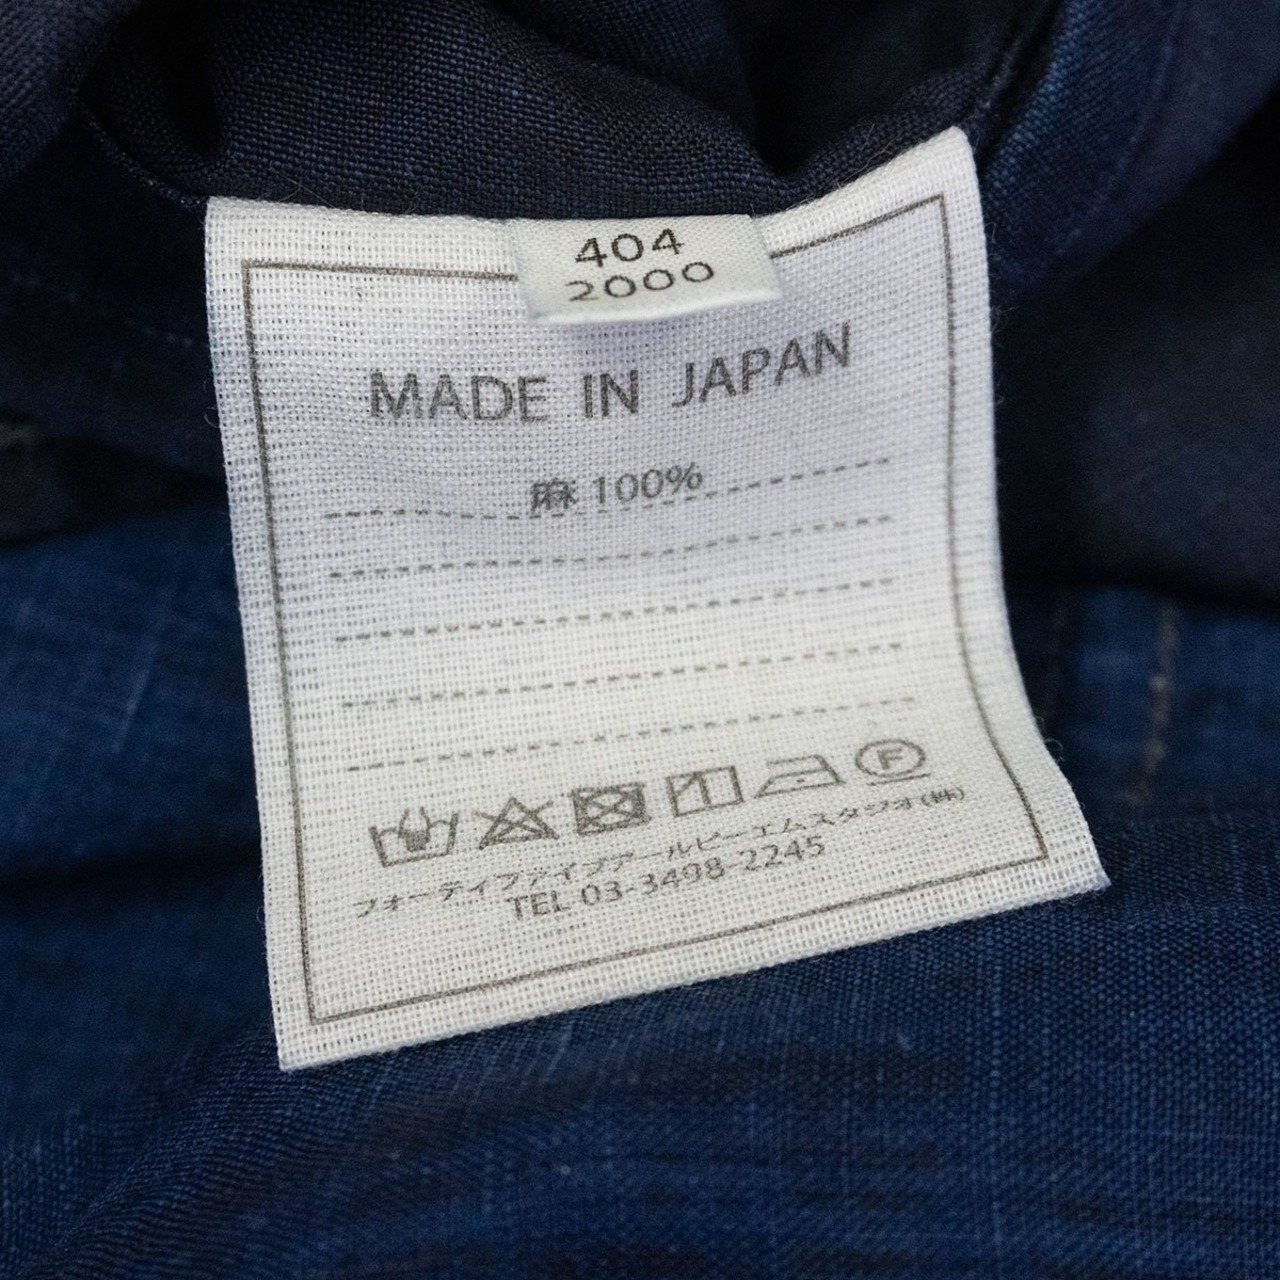 404
2000
MADE IN JAPAN
麻 100%
F
フォーティファイブアールピーエムスタジオ(株)
TEL 03-3498-2245